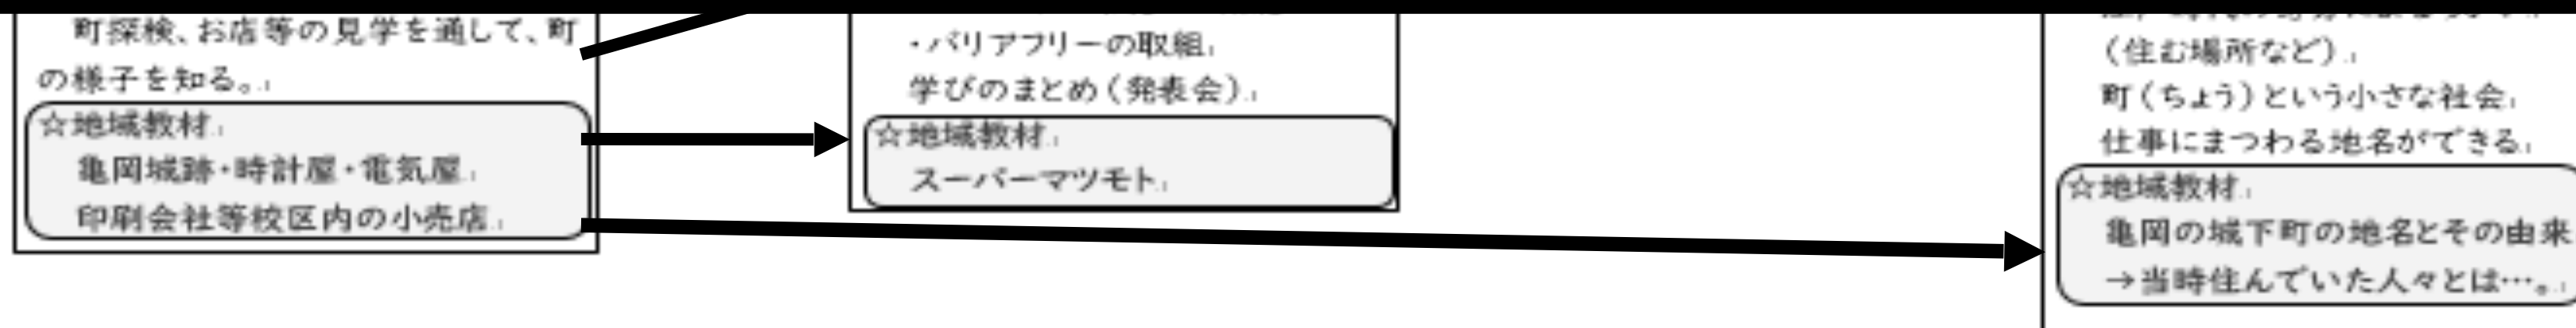 町探検、お店等の見学を通して、町
の様子を知る。
☆地域教材
亀岡城跡・時計屋・電気屋
印刷会社等校区内の小売店
・バリアフリーの取組
学びのまとめ（発表会）
☆地域教材
スーパーマツモト
（住む場所など）
町（ちょう）という小さな社会
仕事にまつわる地名ができる
☆地域教材
亀岡の城下町の地名とその由来
→当時住んでいた人々とは…。